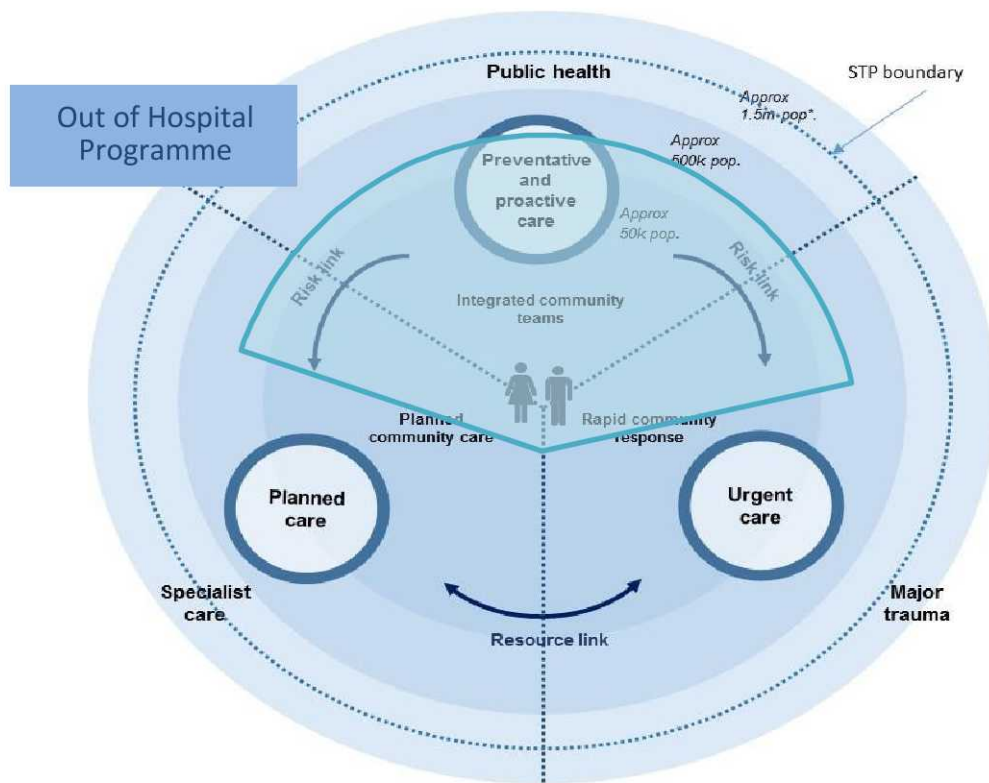 Public health
STP boundary
Out of Hospital
Programme
Approx
1.5m pop*.
Approx
500k pop.
Preventative
and
proactive
care
Approx
50k pop.
Risk link
Risk link
Integrated community
teams
Planned
community care
Rapid community
response
Planned
care
Urgent
care
Specialist
care
Major
trauma
Resource link